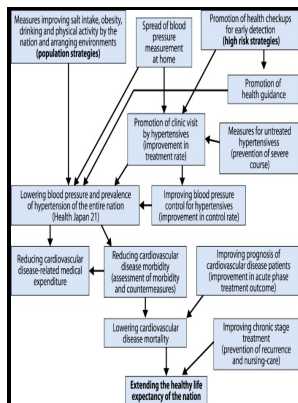 Measures improving salt intake, obesity,
drinking and physical activity by the
nation and arranging environments
(population strategies)
Spread of blood
pressure
measurement
at home
Promotion of health checkups
for early detection
(high risk strategies)
Promotion of
health guidance
Promotion of clinic visit
by hypertensives
(improvement in
treatment rate)
Measures for untreated
hypertensives
(prevention of severe
course)
Lowering blood pressure and prevalence
of hypertension of the entire nation
(Health Japan 21)
Improving blood pressure
control for hypertensives
(improvement in control rate)
Reducing cardiovascular
disease-related medical
expenditure
Reducing cardiovascular
disease morbidity
(assessment of morbidity
and countermeasures)
Improving prognosis of
cardiovascular disease patients
(improvement in acute phase
treatment outcome)
Lowering cardiovascular
disease mortality
Improving chronic stage
treatment
(prevention of recurrence
and nursing-care)
Extending the healthy life
expectancy of the nation